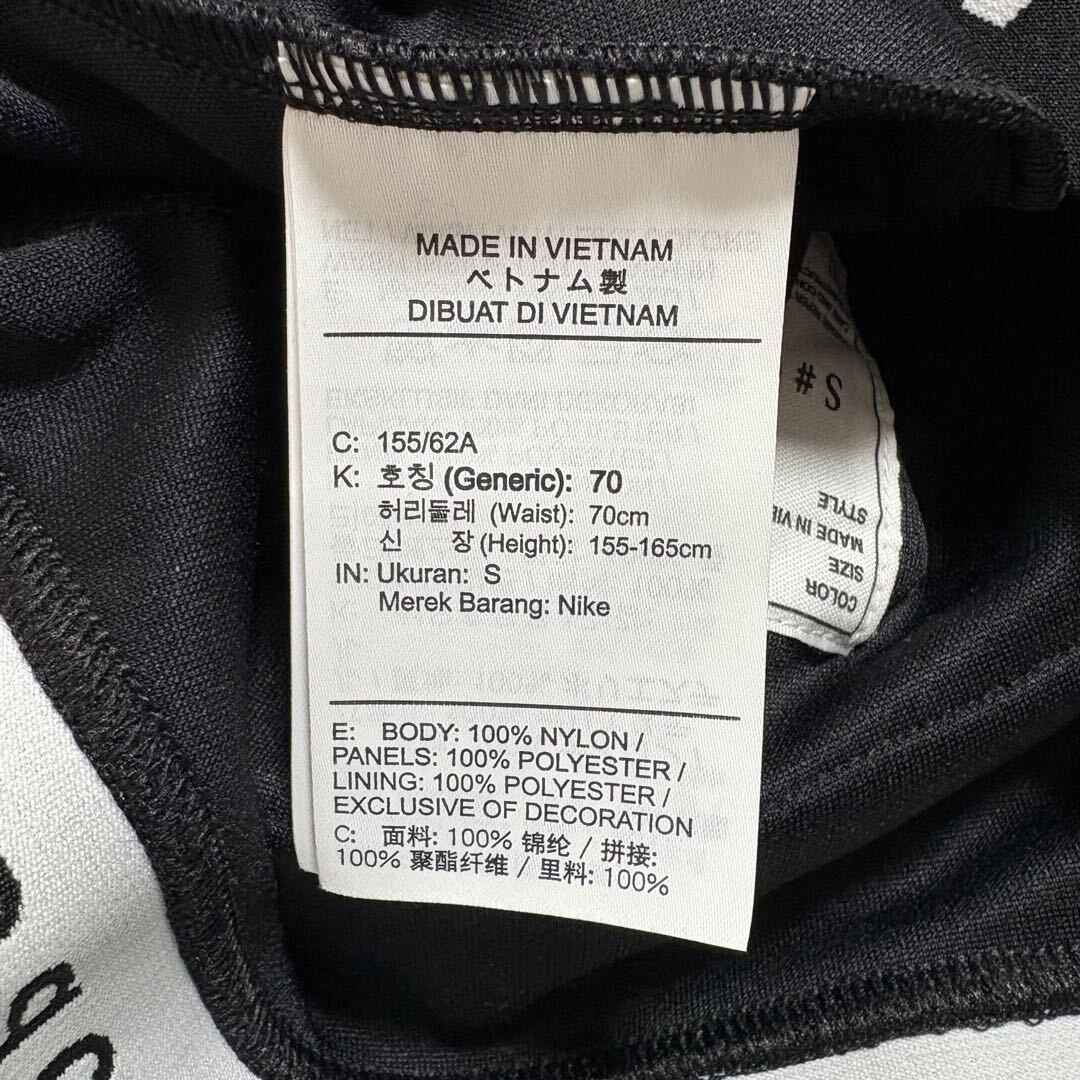 MADE IN VIETNAM
ベトナム製
DIBUAT DI VIETNAM
C: 155/62A
K: 호칭 (Generic): 70
허리둘레 (Waist): 70cm
신 장 (Height): 155-165cm
IN: Ukuran: S
Merek Barang: Nike
E: BODY: 100% NYLON /
PANELS: 100% POLYESTER /
LINING: 100% POLYESTER /
EXCLUSIVE OF DECORATION
C: 面料: 100% 锦纶 / 拼接:
100% 聚酯纤维 / 里料: 100%
# S
COLOR
SIZE
MADE IN
STYLE